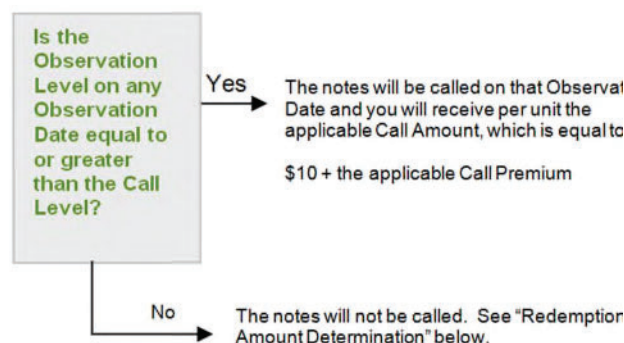 Is the
Observation
Level on any
Observation
Date equal to
or greater
than the Call
Level?
Yes
The notes will be called on that Observat
Date and you will receive per unit the
applicable Call Amount, which is equal to
$10 + the applicable Call Premium
No
The notes will not be called. See "Redemption
Amount Determination" below.